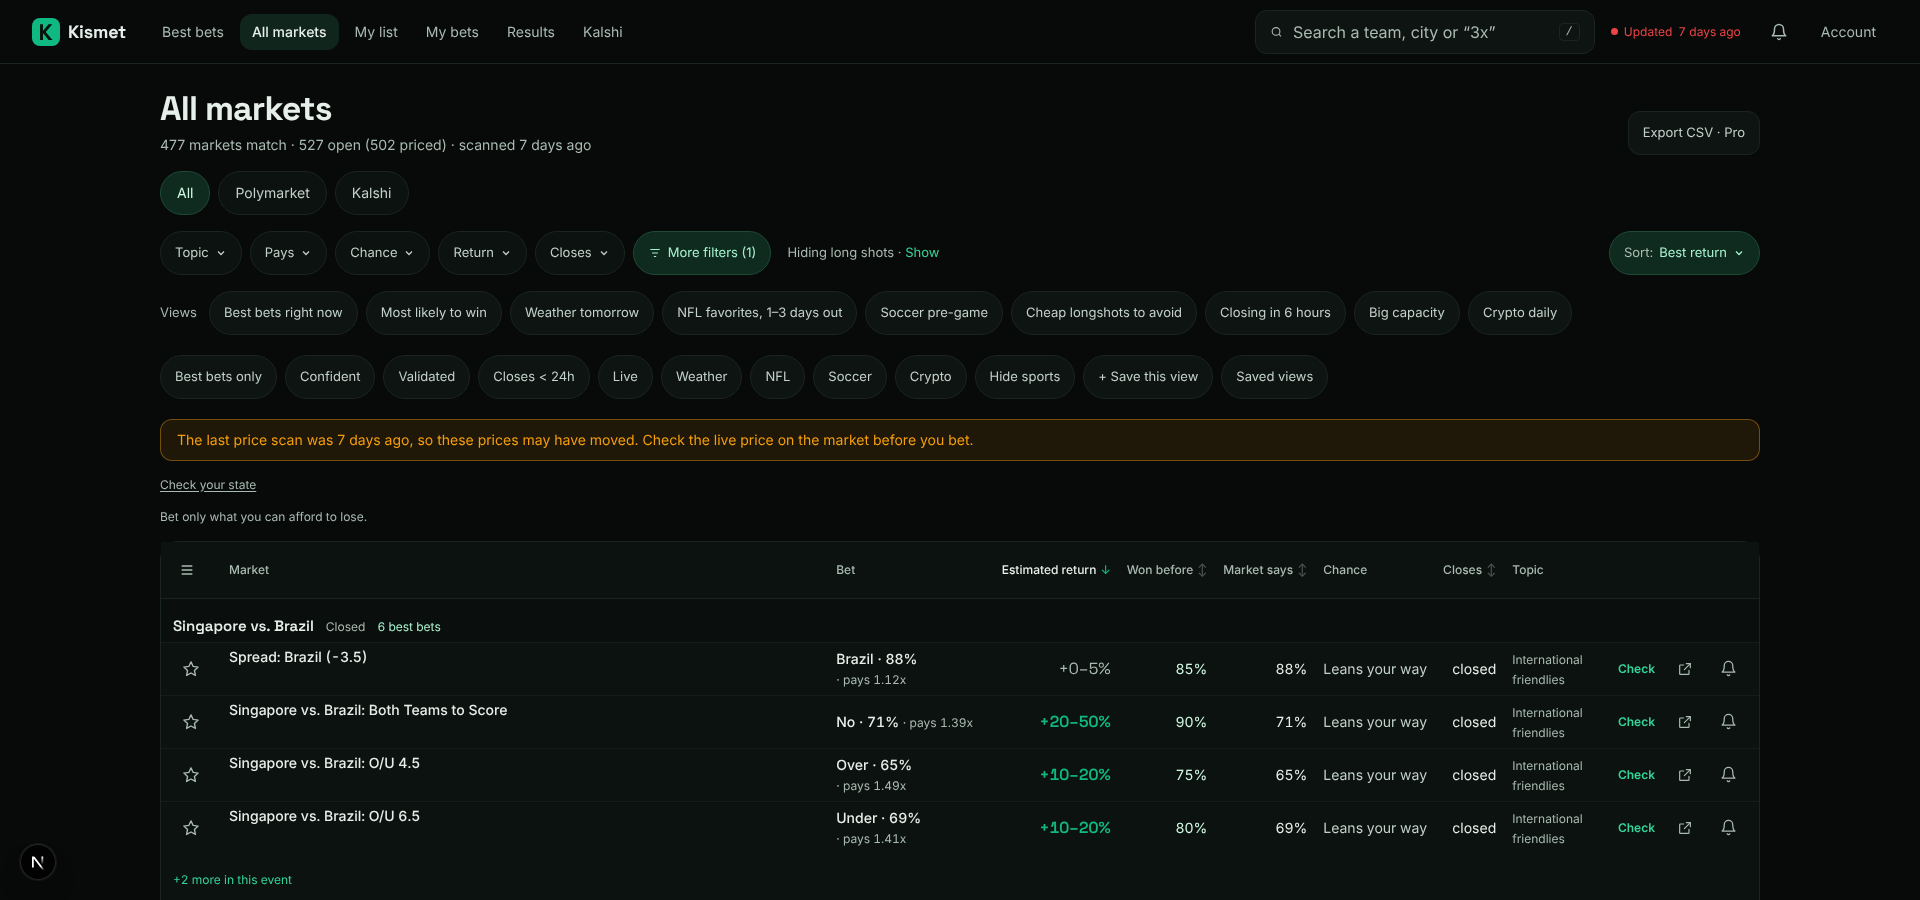 K Kismet Best bets All markets My list My bets Results Kalshi Search a team, city or “3x” / Updated 7 days ago Account
All markets
477 markets match · 527 open (502 priced) · scanned 7 days ago
Export CSV · Pro
All Polymarket Kalshi
Topic Pays Chance Return Closes More filters (1) Hiding long shots · Show Sort: Best return
Views Best bets right now Most likely to win Weather tomorrow NFL favorites, 1–3 days out Soccer pre-game Cheap longshots to avoid Closing in 6 hours Big capacity Crypto daily
Best bets only Confident Validated Closes < 24h Live Weather NFL Soccer Crypto Hide sports + Save this view Saved views
The last price scan was 7 days ago, so these prices may have moved. Check the live price on the market before you bet.
Check your state
Bet only what you can afford to lose.
Market Bet Estimated return ↓ Won before Market says Chance Closes Topic
Singapore vs. Brazil Closed 6 best bets
Spread: Brazil (-3.5) Brazil · 88% · pays 1.12x +0–5% 85% 88% Leans your way closed International friendlies Check
Singapore vs. Brazil: Both Teams to Score No · 71% · pays 1.39x +20–50% 90% 71% Leans your way closed International friendlies Check
Singapore vs. Brazil: O/U 4.5 Over · 65% · pays 1.49x +10–20% 75% 65% Leans your way closed International friendlies Check
Singapore vs. Brazil: O/U 6.5 Under · 69% · pays 1.41x +10–20% 80% 69% Leans your way closed International friendlies Check
N
+2 more in this event